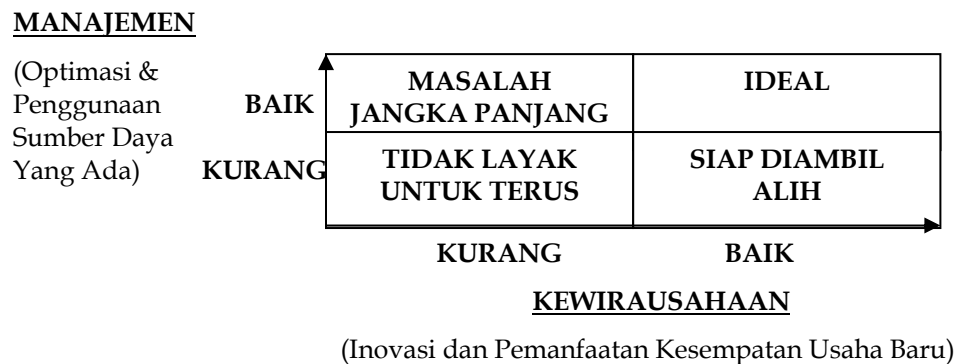 MANAJEMEN
(Optimasi &
Penggunaan
Sumber Daya
Yang Ada)
BAIK
KURANG
MASALAH
JANGKA PANJANG
IDEAL
TIDAK LAYAK
UNTUK TERUS
SIAP DIAMBIL
ALIH
KURANG
BAIK
KEWIRAUSAHAAN
(Inovasi dan Pemanfaatan Kesempatan Usaha Baru)